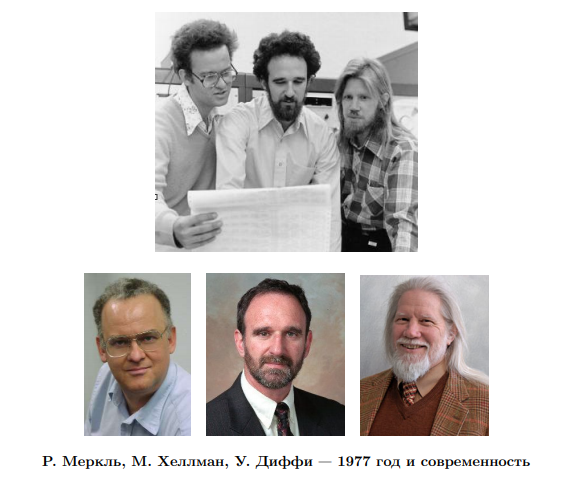 Р. Меркль, М. Хеллман, У. Диффи — 1977 год и современность